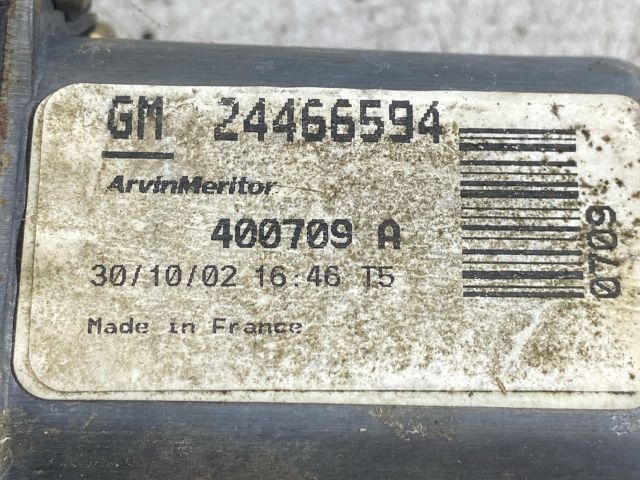 GM 24466594
ArvinMeritor
400709 A
30/10/02 16:46 T5
Made in France
0709